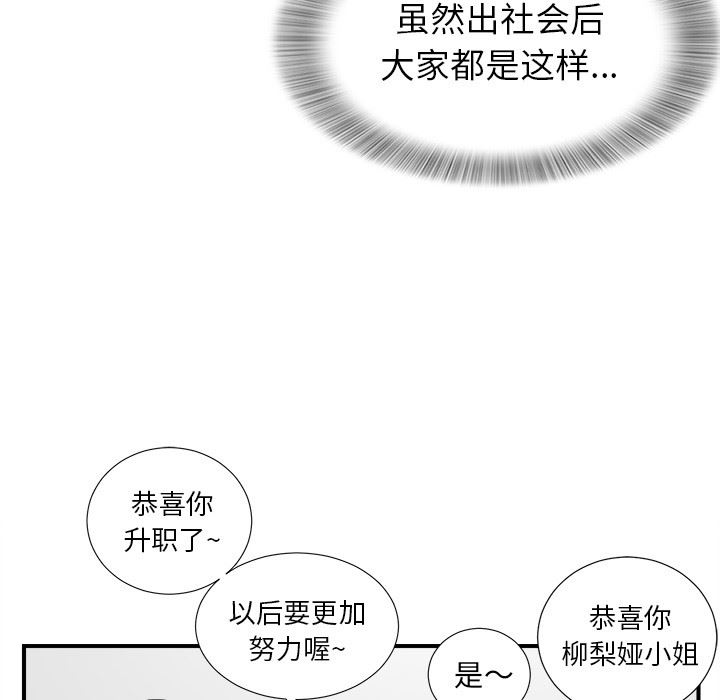 虽然出社会后
大家都是这样...
恭喜你
升职了~
以后要更加
努力喔~
恭喜你
柳梨娅小姐
是～